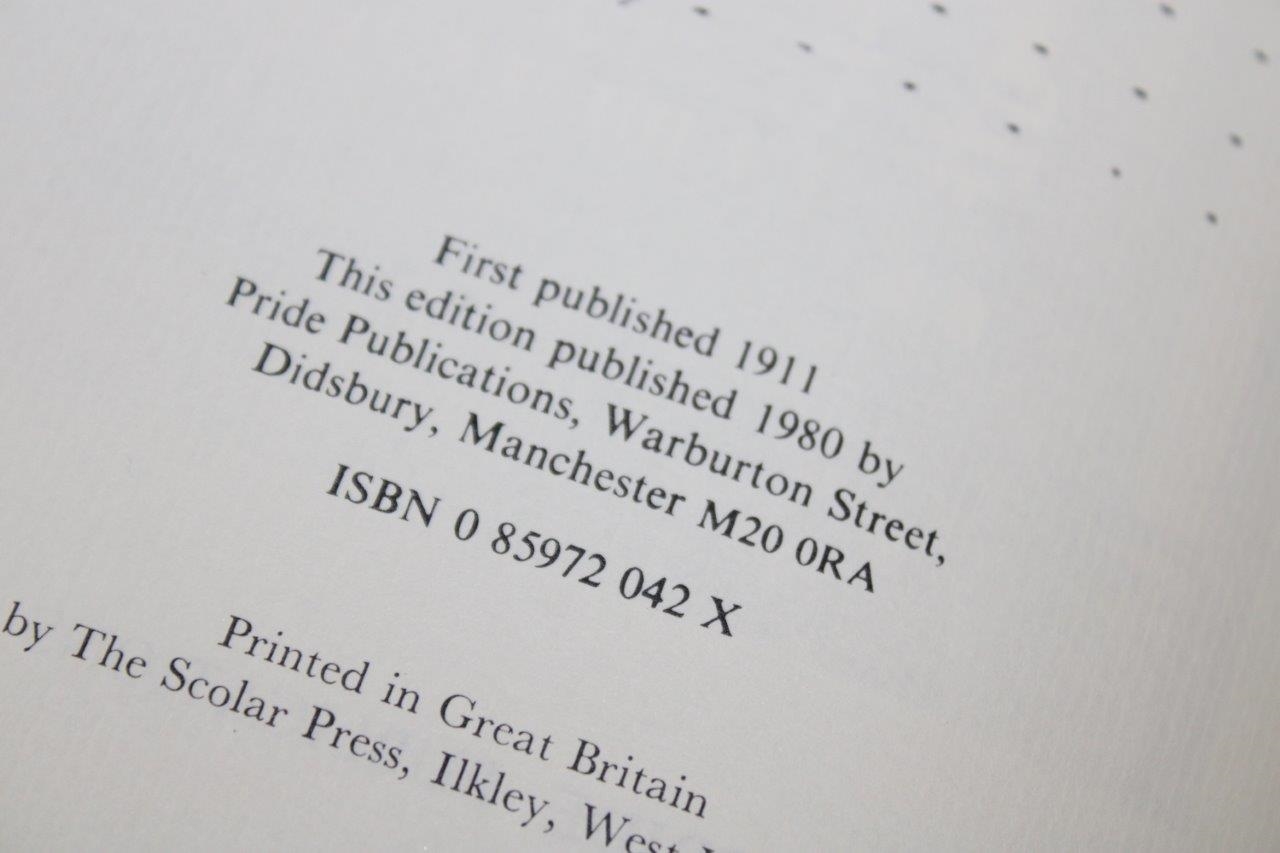 First published 1911
This edition published 1980 by
Pride Publications, Warburton Street,
Didsbury, Manchester M20 0RA
ISBN 0 85972 042 X
Printed in Great Britain
by The Scolar Press, Ilkley, West